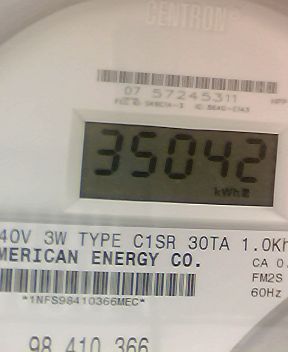 CENTRON®
07 57245311
35042
kWh
40V 3W TYPE C1SR 30TA 1.0Kh
MERICAN ENERGY CO.
CA 0.
FM2S
60Hz
*1NFS98410366MEC*
98 410 366